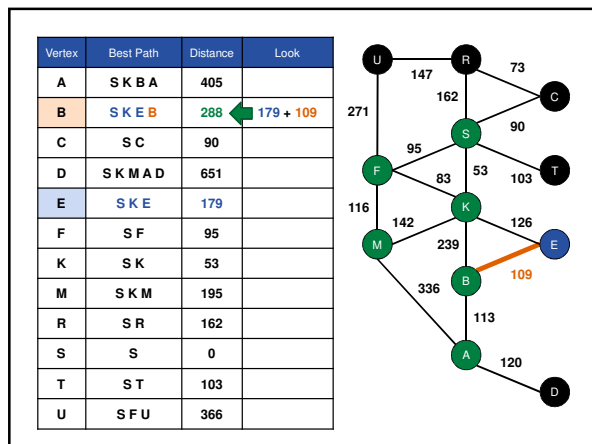 Vertex Best Path Distance Look
A S K B A 405
B S K E B 288 179 + 109
C S C 90
D S K M A D 651
E S K E 179
F S F 95
K S K 53
M S K M 195
R S R 162
S S 0
T S T 103
U S F U 366
U R
147 73
C
271 162
90
S
95
F 53 103 T
83
K
116 142 126
M 239 E
B 109
336
113
A
120
D